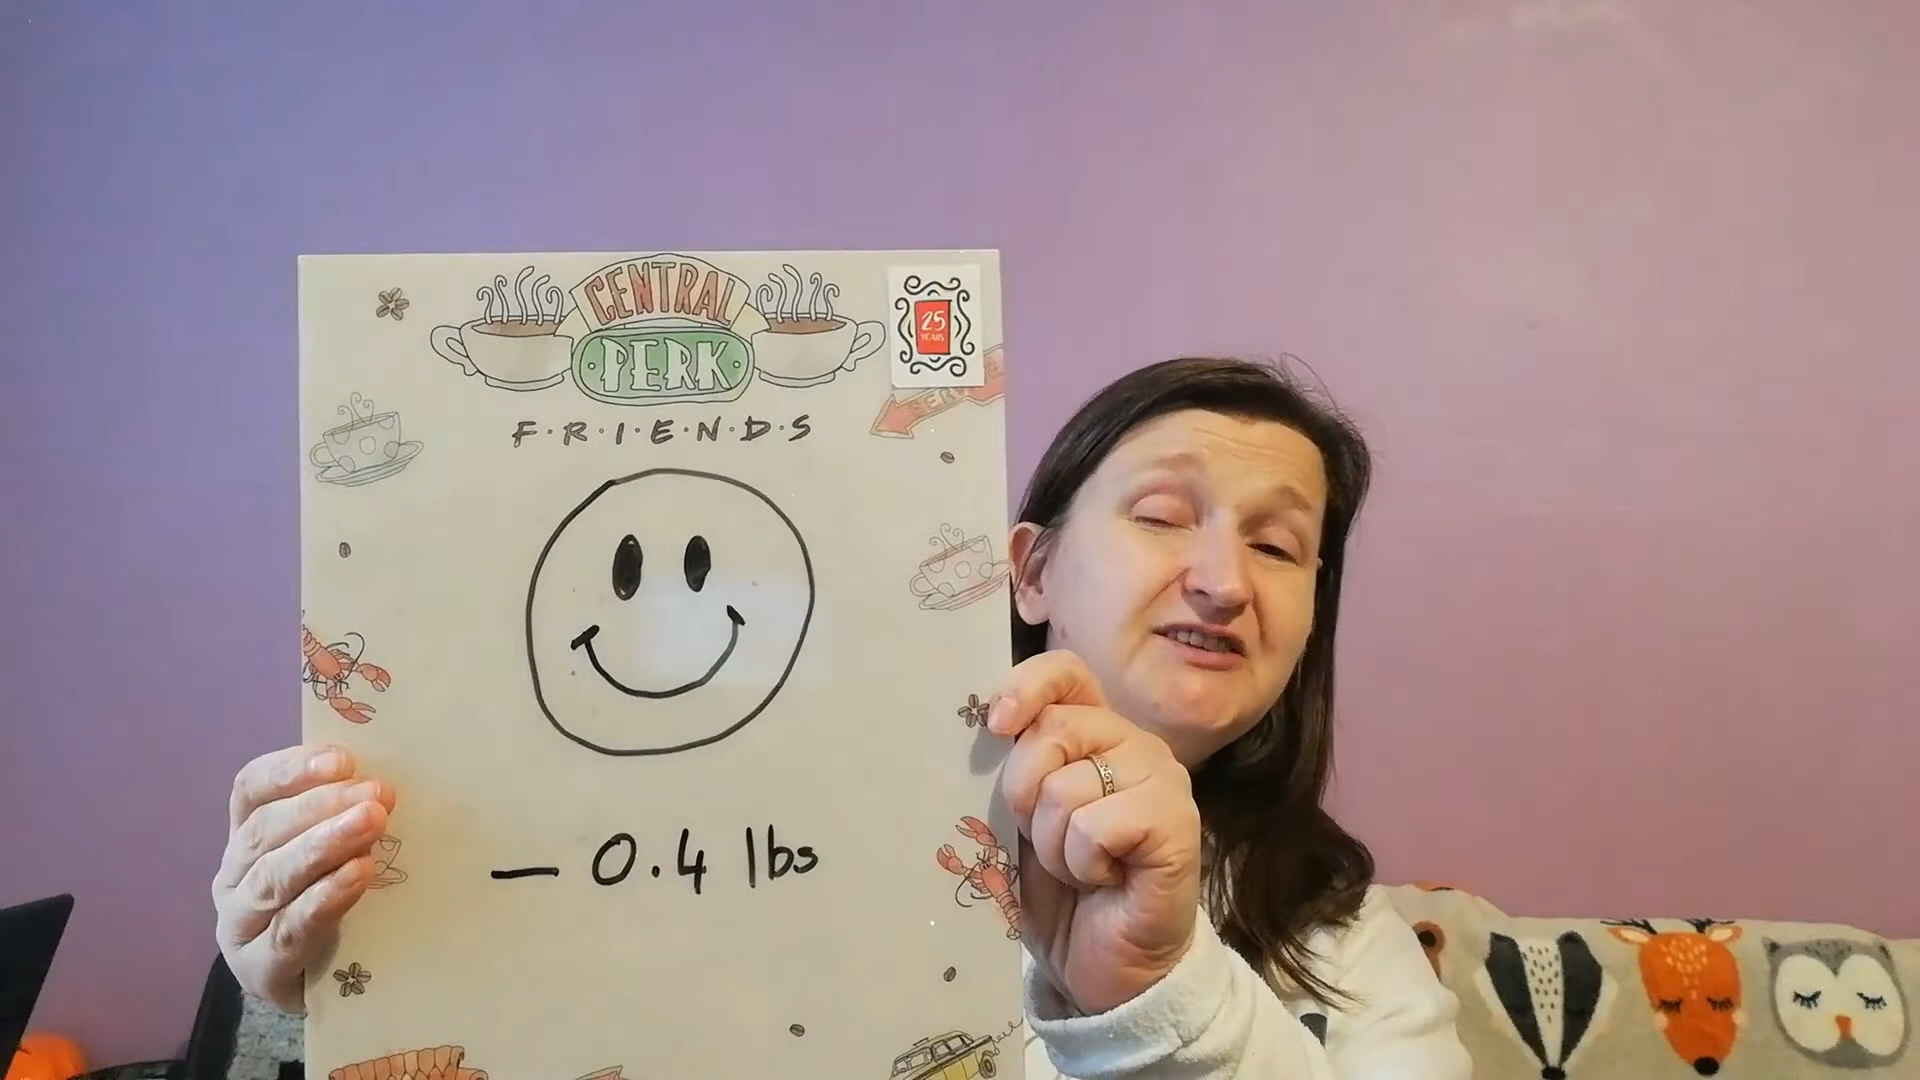 CENTRAL
PERK
25
YEARS
F·R·I·E·N·D·S
– 0.4 lbs